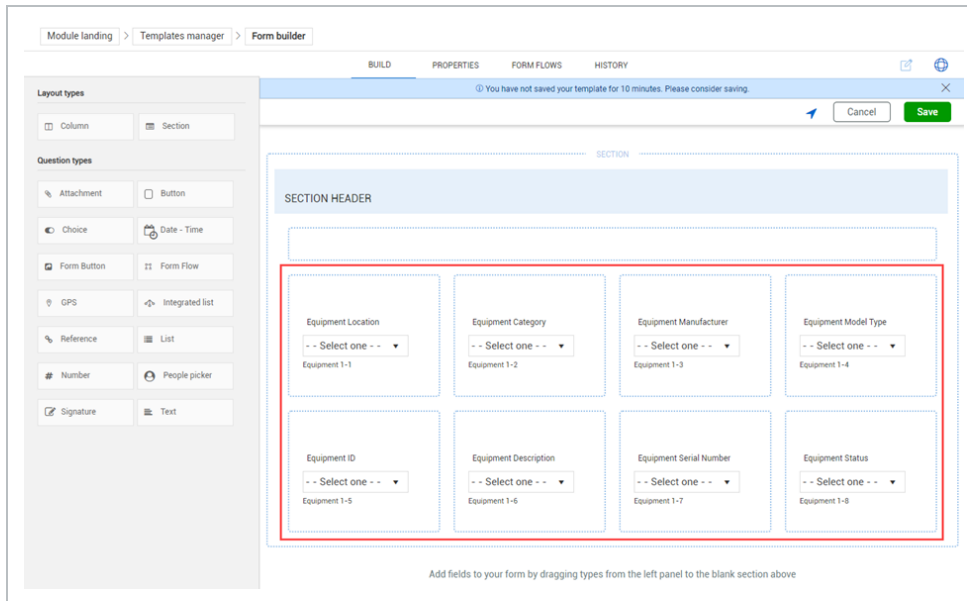 Module landing > Templates manager > Form builder
BUILD PROPERTIES FORM FLOWS HISTORY
You have not saved your template for 10 minutes. Please consider saving.
Cancel Save
Layout types
Column Section
Question types
Attachment Button
Choice Date - Time
Form Button Form Flow
GPS Integrated list
Reference List
Number People picker
Signature Text
SECTION
SECTION HEADER
Equipment Location Equipment Category Equipment Manufacturer Equipment Model Type
- - Select one - - - - Select one - - - - Select one - - - - Select one - -
Equipment 1-1 Equipment 1-2 Equipment 1-3 Equipment 1-4
Equipment ID Equipment Description Equipment Serial Number Equipment Status
- - Select one - - - - Select one - - - - Select one - - - - Select one - -
Equipment 1-5 Equipment 1-6 Equipment 1-7 Equipment 1-8
Add fields to your form by dragging types from the left panel to the blank section above